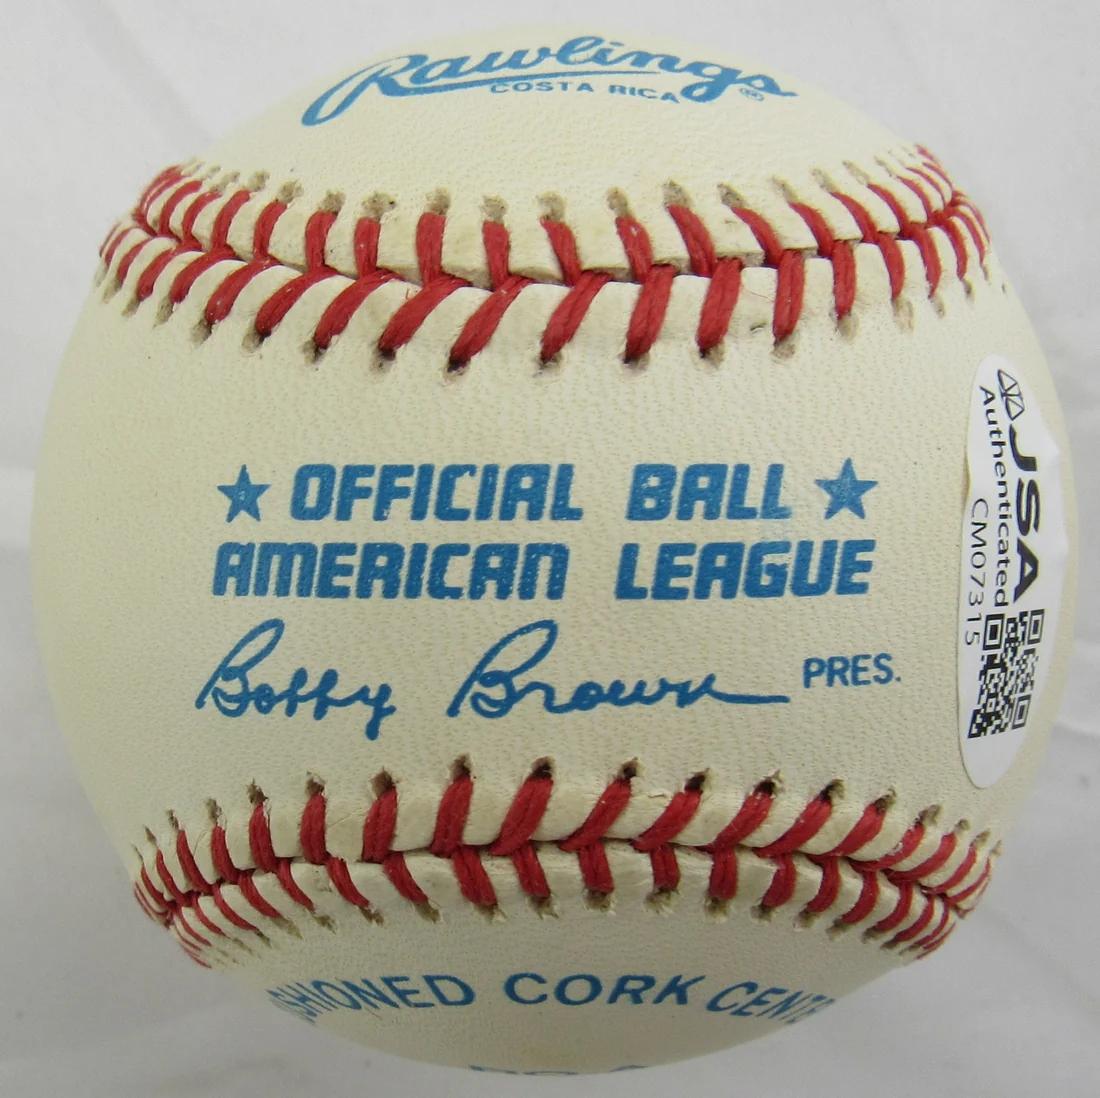 Rawlings®
COSTA RICA
★ OFFICIAL BALL ★
AMERICAN LEAGUE
Bobby Brown PRES.
JSA
Authenticated
CM07315
CORK